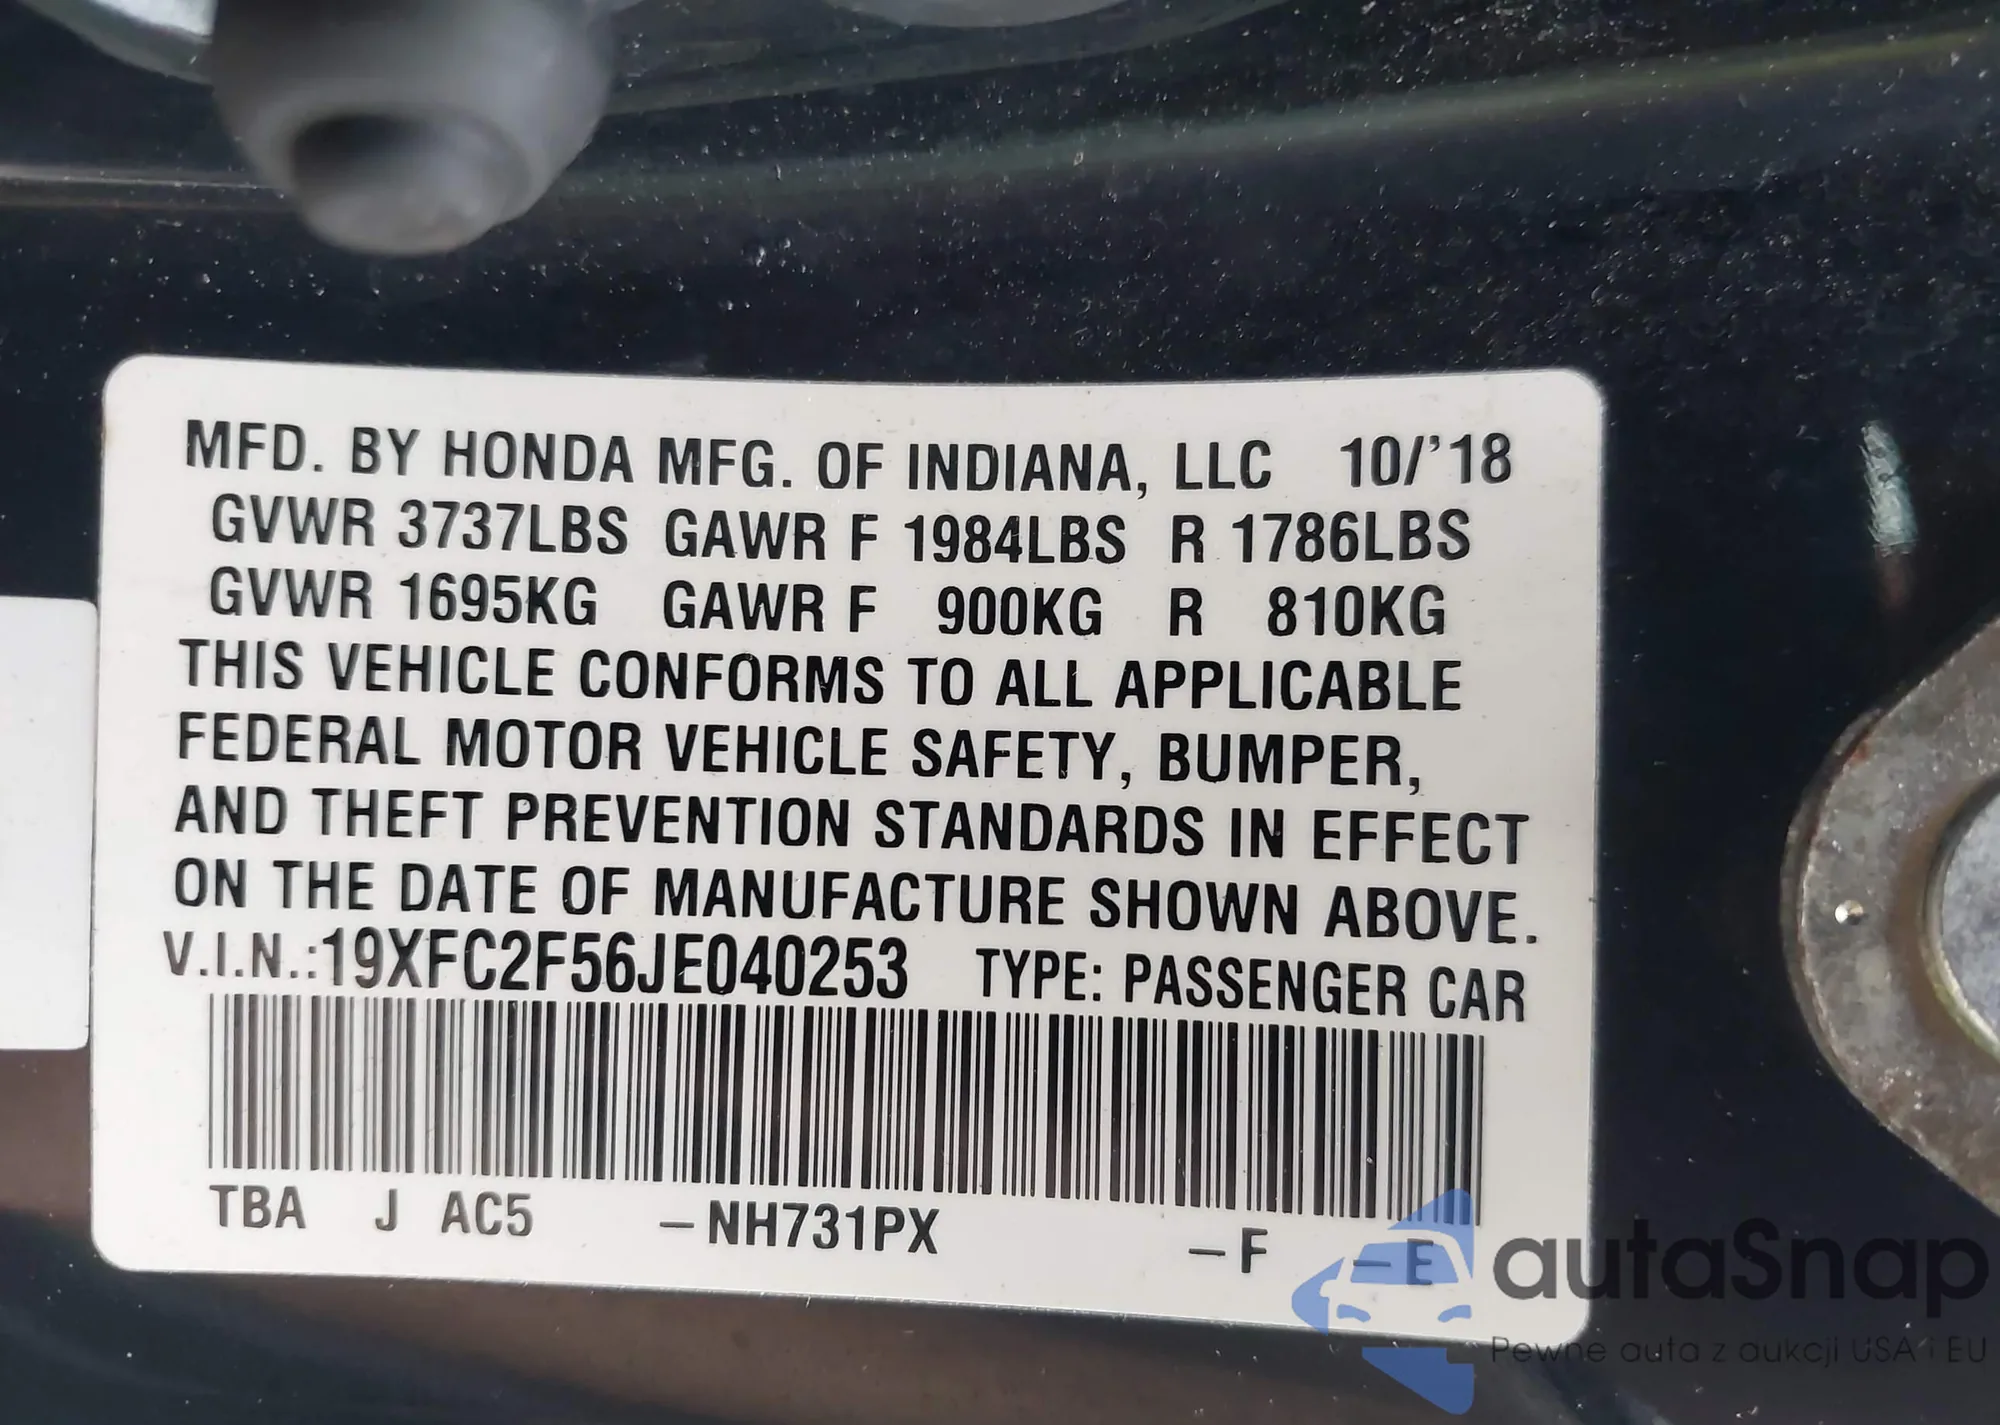 MFD. BY HONDA MFG. OF INDIANA, LLC 10/'18
GVWR 3737LBS GAWR F 1984LBS R 1786LBS
GVWR 1695KG GAWR F 900KG R 810KG
THIS VEHICLE CONFORMS TO ALL APPLICABLE
FEDERAL MOTOR VEHICLE SAFETY, BUMPER,
AND THEFT PREVENTION STANDARDS IN EFFECT
ON THE DATE OF MANUFACTURE SHOWN ABOVE.
V.I.N.:19XFC2F56JE040253 TYPE: PASSENGER CAR
TBA J AC5 –NH731PX –F –E
autaSnap
Pewne auta z aukcji USA i EU